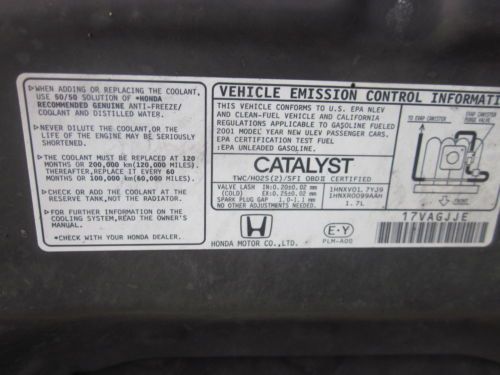 WHEN ADDING OR REPLACING THE COOLANT,
USE 50/50 SOLUTION OF *HONDA
RECOMMENDED GENUINE ANTI-FREEZE/
COOLANT AND DISTILLED WATER.
NEVER DILUTE THE COOLANT, OR THE
LIFE OF THE ENGINE MAY BE SERIOUSLY
SHORTENED.
THE COOLANT MUST BE REPLACED AT 120
MONTHS OR 200,000 km(120,000 MILES).
THEREAFTER, REPLACE EVERY 60
MONTHS OR 100,000 km(60,000 MILES).
CHECK OR ADD THE COOLANT AT THE
RESERVE TANK, NOT THE RADIATOR.
FOR FURTHER INFORMATION ON THE
COOLING SYSTEM, READ THE OWNER'S
MANUAL.
*CHECK WITH YOUR HONDA DEALER.
VEHICLE EMISSION CONTROL INFORMATI
THIS VEHICLE CONFORMS TO U.S. EPA NLEV
AND CLEAN-FUEL VEHICLE AND CALIFORNIA
REGULATIONS APPLICABLE TO GASOLINE FUELED
2001 MODEL YEAR NEW ULEV PASSENGER CARS.
EPA CERTIFICATION TEST FUEL
:EPA UNLEADED GASOLINE.
CATALYST
TWC/HO2S(2)/SFI OBDII CERTIFIED
VALVE LASH IN:0.20±0.02 mm
(COLD) EX:0.25±0.02 mm
SPARK PLUG GAP 1.0-1.1 mm
1HNXV01.7YJ9
1HNXR0099AAH
1.7L
TO EVAP CANISTER
EVAP CANISTER
PURGE VALVE
HONDA MOTOR CO.,LTD.
E·Y
PLM-A00
17VAGJJE